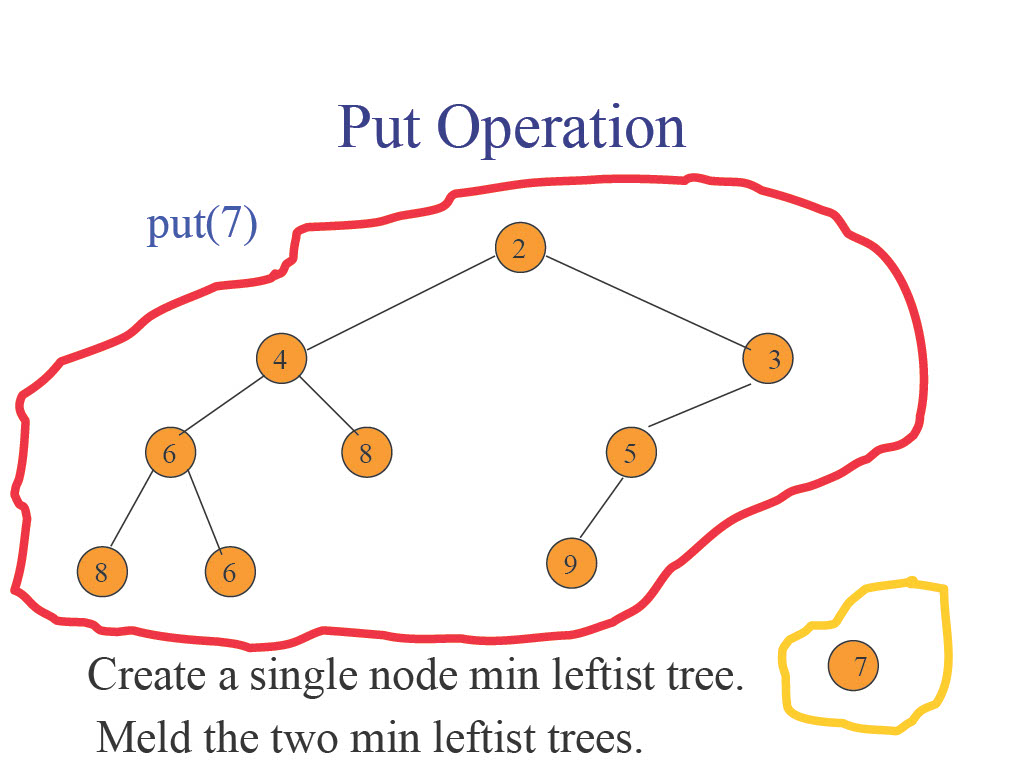 Put Operation
put(7)
2
4 3
6 8 5
8 6 9
7
Create a single node min leftist tree.
Meld the two min leftist trees.